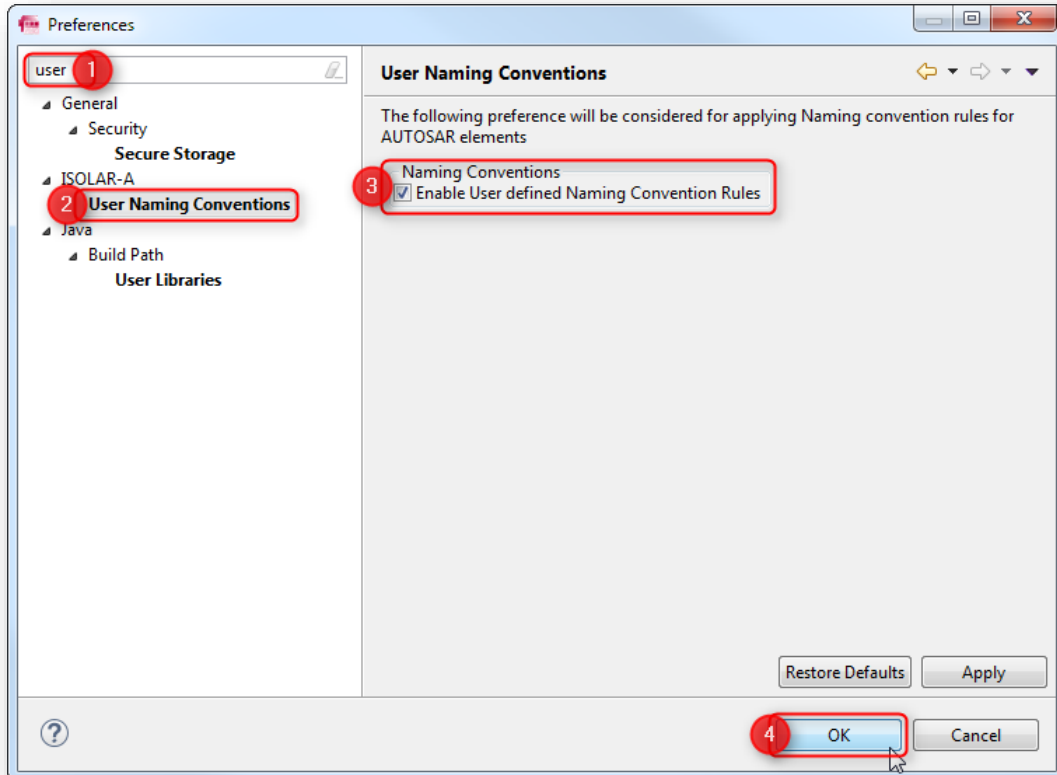 Preferences
user 1
General
Security
Secure Storage
ISOLAR-A
2 User Naming Conventions
Java
Build Path
User Libraries
User Naming Conventions
The following preference will be considered for applying Naming convention rules for
AUTOSAR elements
Naming Conventions
3 Enable User defined Naming Convention Rules
Restore Defaults
Apply
?
4 OK
Cancel